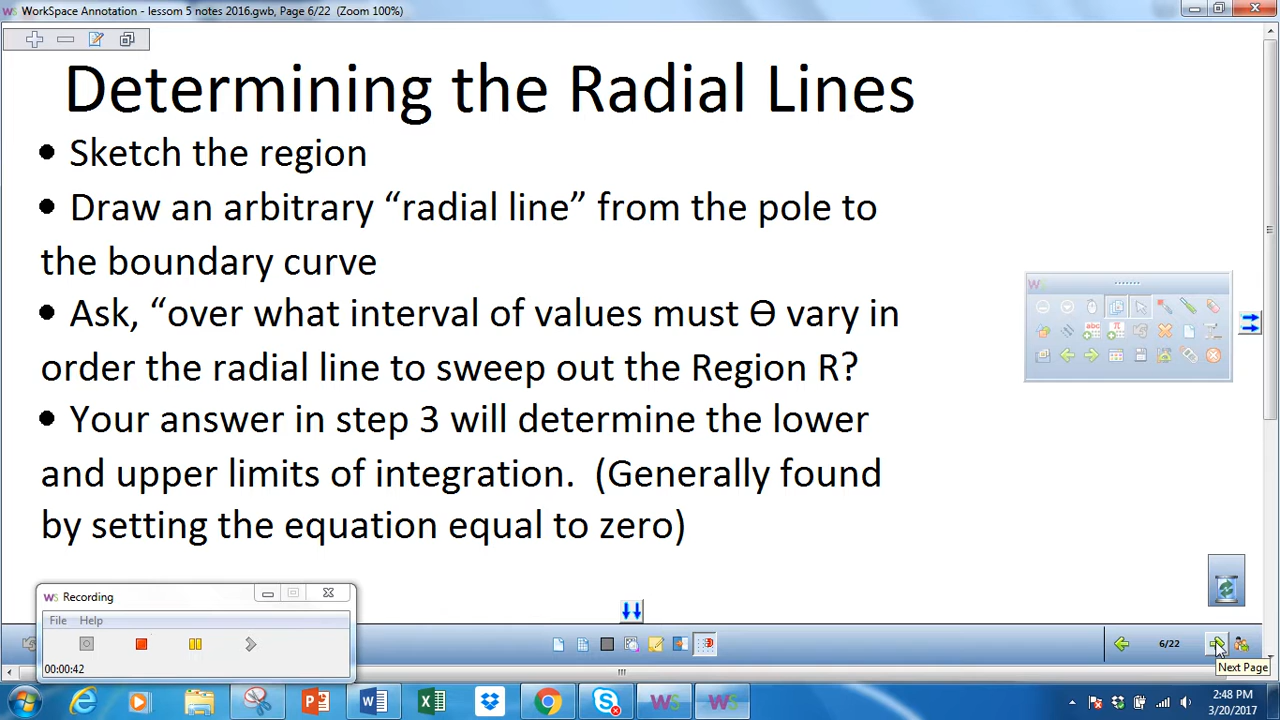 WorkSpace Annotation - lesson 5 notes 2016.gwb, Page 6/22 (Zoom 100%)
Determining the Radial Lines
• Sketch the region
• Draw an arbitrary “radial line” from the pole to
the boundary curve
• Ask, “over what interval of values must ϴ vary in
order the radial line to sweep out the Region R?
• Your answer in step 3 will determine the lower
and upper limits of integration.  (Generally found
by setting the equation equal to zero)
Recording
File Help
00:00:42
6/22
Next Page
2:48 PM
3/20/2017